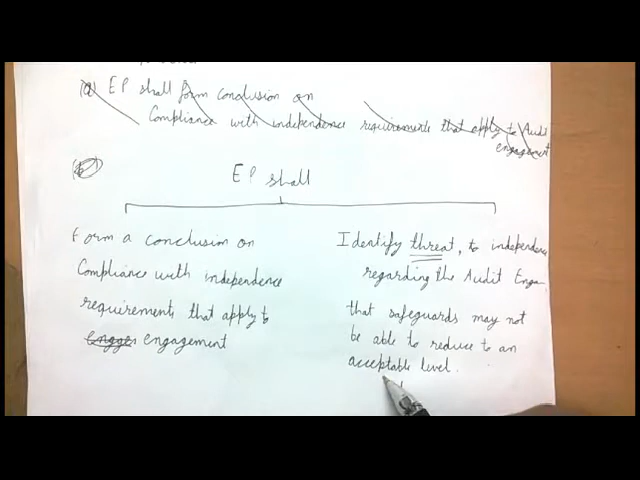 (a) EP shall form conclusion on
Compliance with independence requirements that apply to Audit
engagement
EP shall
Form a conclusion on
Compliance with independence
requirements that apply to
engagement
Identify threat, to independence
regarding the Audit Enga
that safeguards may not
be able to reduce to an
acceptable level.